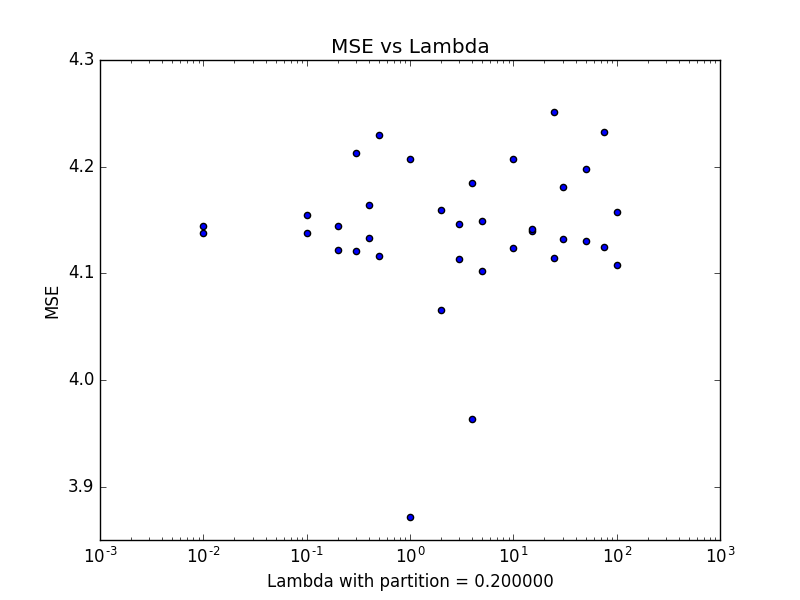 MSE vs Lambda
4.3
4.2
4.1
4.0
3.9
MSE
10^-3 10^-2 10^-1 10^0 10^1 10^2 10^3
Lambda with partition = 0.200000